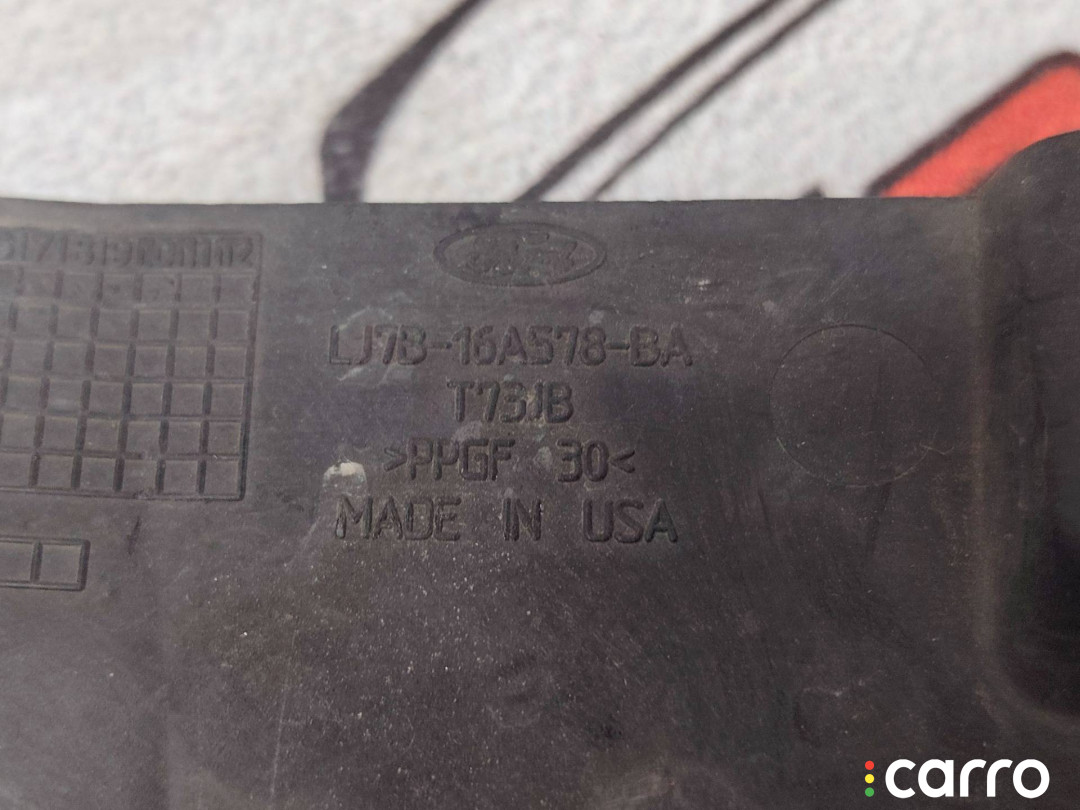 LJ7B-16A578-BA
T73JB
>PPGF 30<
MADE IN USA
carro